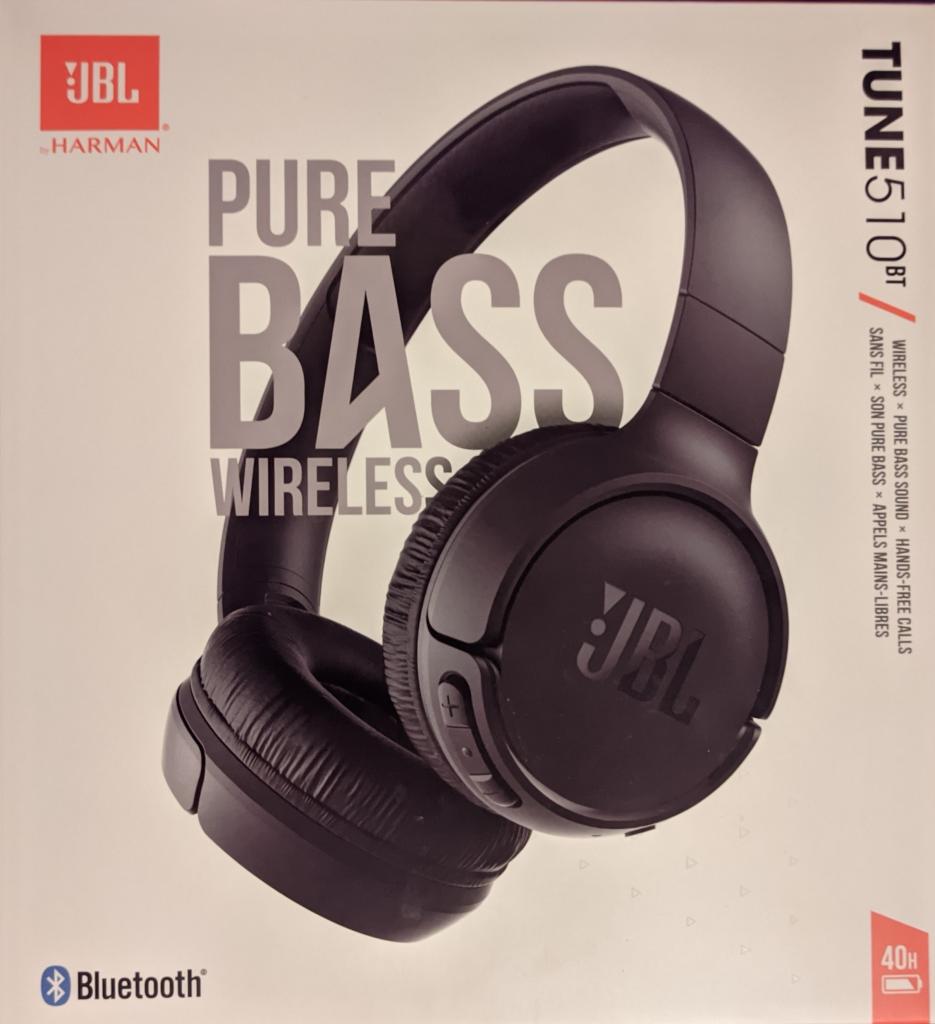 JBL
by HARMAN
PURE
BASS
WIRELESS
TUNE510BT
WIRELESS × PURE BASS SOUND × HANDS-FREE CALLS
SANS FIL × SON PURE BASS × APPELS MAINS-LIBRES
JBL
+
Bluetooth®
40H